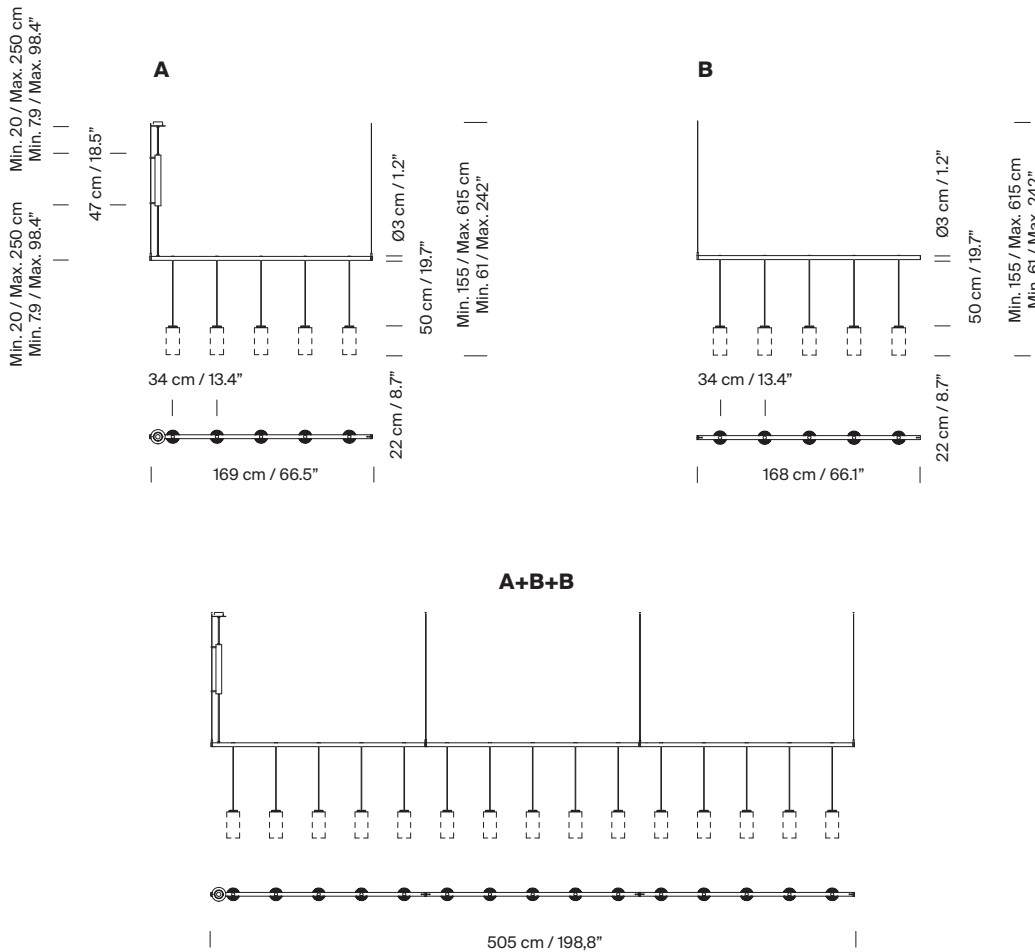 A
Min. 20 / Max. 250 cm
Min. 7.9 / Max. 98.4”
47 cm / 18.5”
Min. 20 / Max. 250 cm
Min. 7.9 / Max. 98.4”
Ø3 cm / 1.2”
50 cm / 19.7”
Min. 155 / Max. 615 cm
Min. 61 / Max. 242”
34 cm / 13.4”
22 cm / 8.7”
169 cm / 66.5”
B
Ø3 cm / 1.2”
50 cm / 19.7”
Min. 155 / Max. 615 cm
Min. 61 / Max. 242”
34 cm / 13.4”
22 cm / 8.7”
168 cm / 66.1”
A+B+B
505 cm / 198,8”